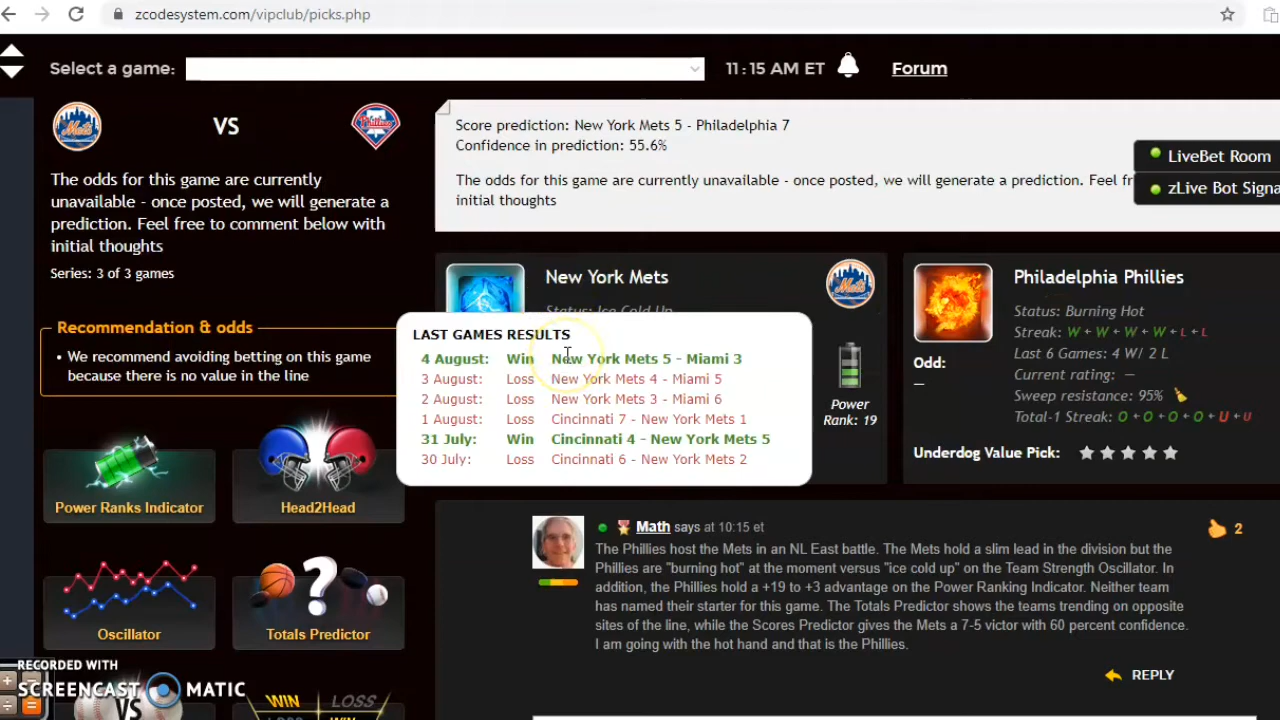 zcodesystem.com/vipclub/picks.php
Select a game:
11:15 AM ET
Forum
Mets
VS
Phillies
The odds for this game are currently
unavailable - once posted, we will generate a
prediction. Feel free to comment below with
initial thoughts
Series: 3 of 3 games
Recommendation & odds
• We recommend avoiding betting on this game
because there is no value in the line
Power Ranks Indicator
Head2Head
Oscillator
Totals Predictor
VS
WIN
LOSS
Score prediction: New York Mets 5 - Philadelphia 7
Confidence in prediction: 55.6%
The odds for this game are currently unavailable - once posted, we will generate a prediction. Feel fr
initial thoughts
LiveBet Room
zLive Bot Signa
New York Mets
Status: Ice Cold Up
Mets
Power
Rank: 19
LAST GAMES RESULTS
4 August: Win New York Mets 5 - Miami 3
3 August: Loss New York Mets 4 - Miami 5
2 August: Loss New York Mets 3 - Miami 6
1 August: Loss Cincinnati 7 - New York Mets 1
31 July: Win Cincinnati 4 - New York Mets 5
30 July: Loss Cincinnati 6 - New York Mets 2
Philadelphia Phillies
Status: Burning Hot
Streak: W + W + W + W + L + L
Last 6 Games: 4 W/ 2 L
Odd:
—
Current rating: —
Sweep resistance: 95%
Total-1 Streak: O + O + O + O + U + U
Underdog Value Pick:
Math says at 10:15 et
2
The Phillies host the Mets in an NL East battle. The Mets hold a slim lead in the division but the
Phillies are "burning hot" at the moment versus "ice cold up" on the Team Strength Oscillator. In
addition, the Phillies hold a +19 to +3 advantage on the Power Ranking Indicator. Neither team
has named their starter for this game. The Totals Predictor shows the teams trending on opposite
sites of the line, while the Scores Predictor gives the Mets a 7-5 victor with 60 percent confidence.
I am going with the hot hand and that is the Phillies.
REPLY
RECORDED WITH
SCREENCAST MATIC